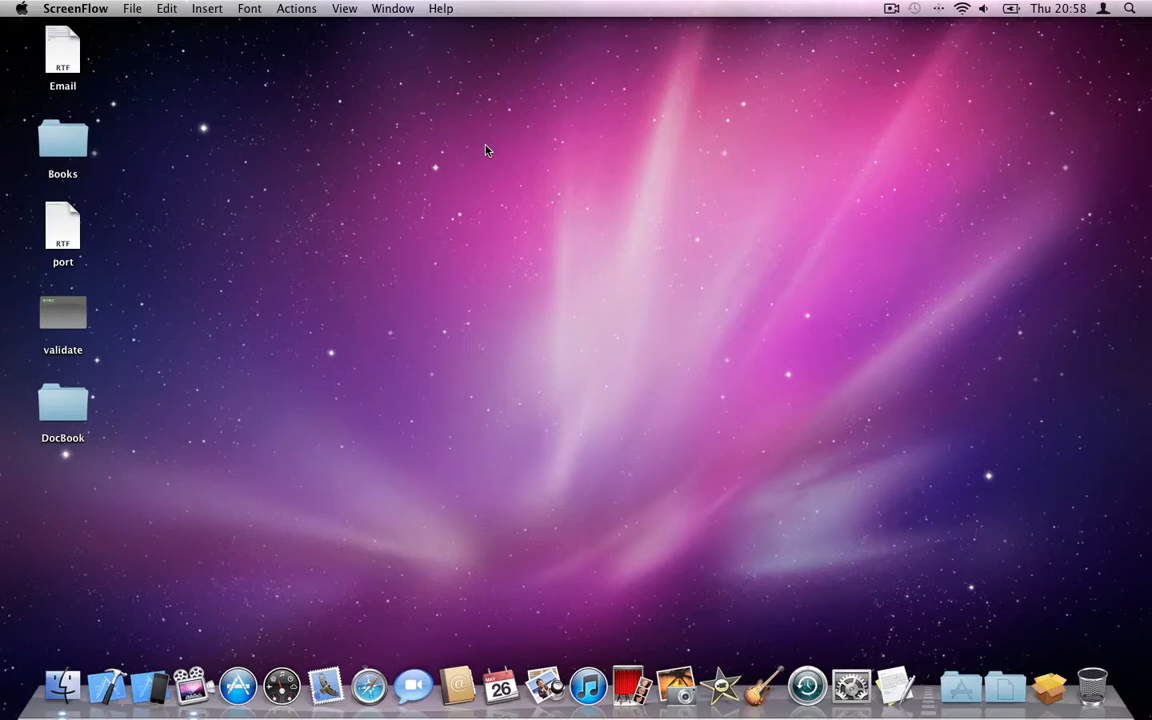 ScreenFlow File Edit Insert Font Actions View Window Help Thu 20:58
RTF
Email
Books
RTF
port
validate
DocBook
MAY
26